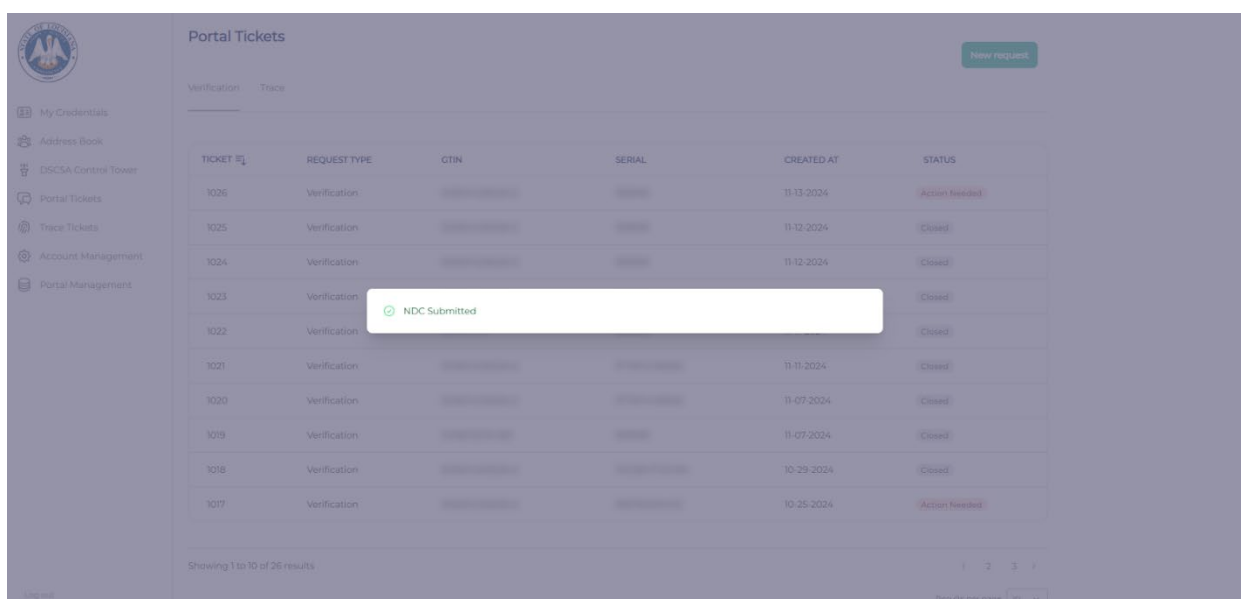 STATE OF LOUISIANA
Portal Tickets
New request
Verification Trace
My Credentials
Address Book
DSCSA Control Tower
Portal Tickets
Trace Tickets
Account Management
Portal Management
TICKET REQUEST TYPE GTIN SERIAL CREATED AT STATUS
1026 Verification 11-13-2024 Action Needed
1025 Verification 11-12-2024 Closed
1024 Verification 11-12-2024 Closed
1023 Verification Closed
NDC Submitted
1022 Verification Closed
1021 Verification 11-11-2024 Closed
1020 Verification 11-07-2024 Closed
1019 Verification 11-07-2024 Closed
1018 Verification 10-29-2024 Closed
1017 Verification 10-25-2024 Action Needed
Showing 1 to 10 of 26 results
2 3
Log out